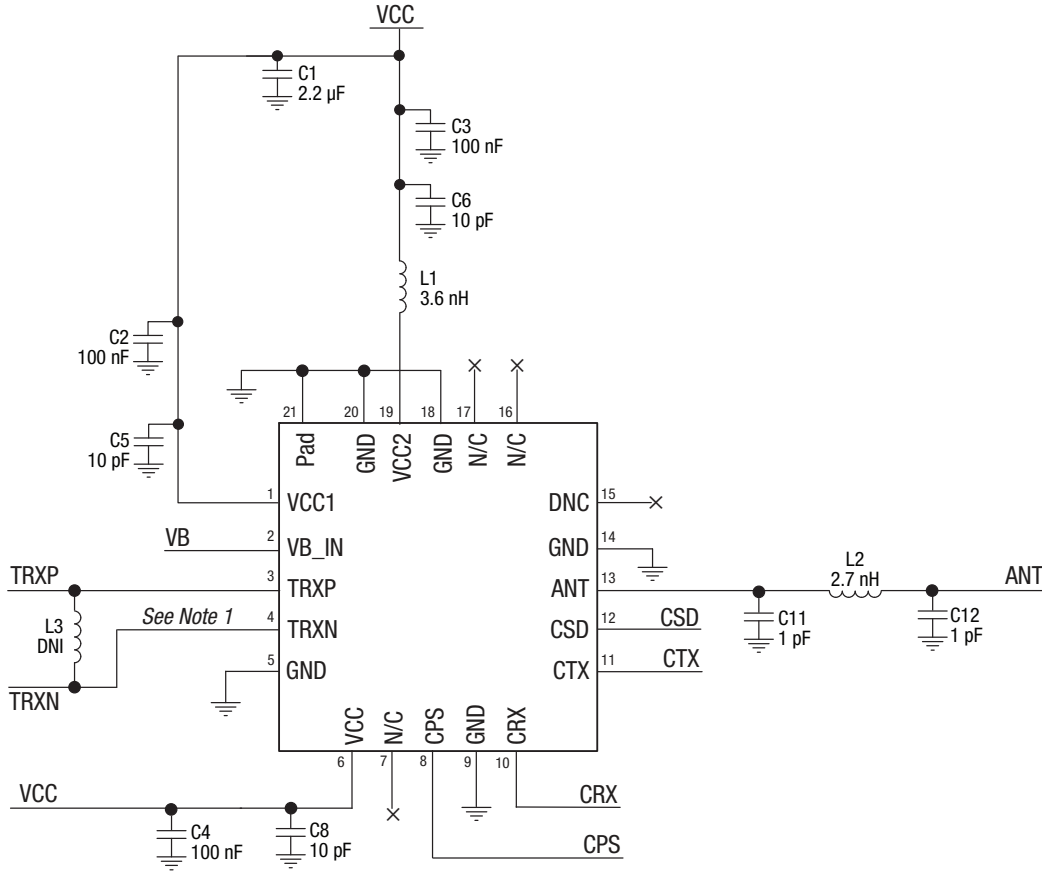 VCC
C1
2.2 µF
C3
100 nF
C6
10 pF
L1
3.6 nH
C2
100 nF
C5
10 pF
21
20
19
18
17
16
Pad
GND
VCC2
GND
N/C
N/C
1
VCC1
DNC
15
VB
2
VB_IN
GND
14
TRXP
3
TRXP
ANT
13
L2
2.7 nH
ANT
C11
1 pF
C12
1 pF
L3
DNI
See Note 1
4
TRXN
CSD
12
CSD
5
GND
CTX
11
CTX
TRXN
VCC
N/C
CPS
GND
CRX
6
7
8
9
10
VCC
CRX
C4
100 nF
C8
10 pF
CPS